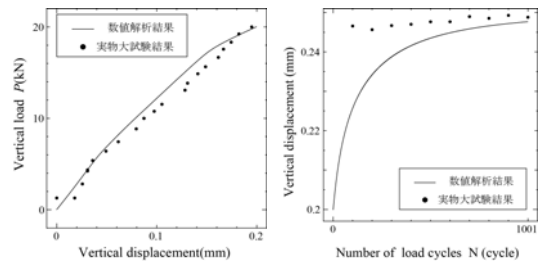 20
10
0
0
0.1
0.2
Vertical load P(kN)
Vertical displacement(mm)
数値解析結果
実物大試験結果
0.24
0.22
0.2
0
1001
Vertical displacement (mm)
Number of load cycles N (cycle)
数値解析結果
実物大試験結果